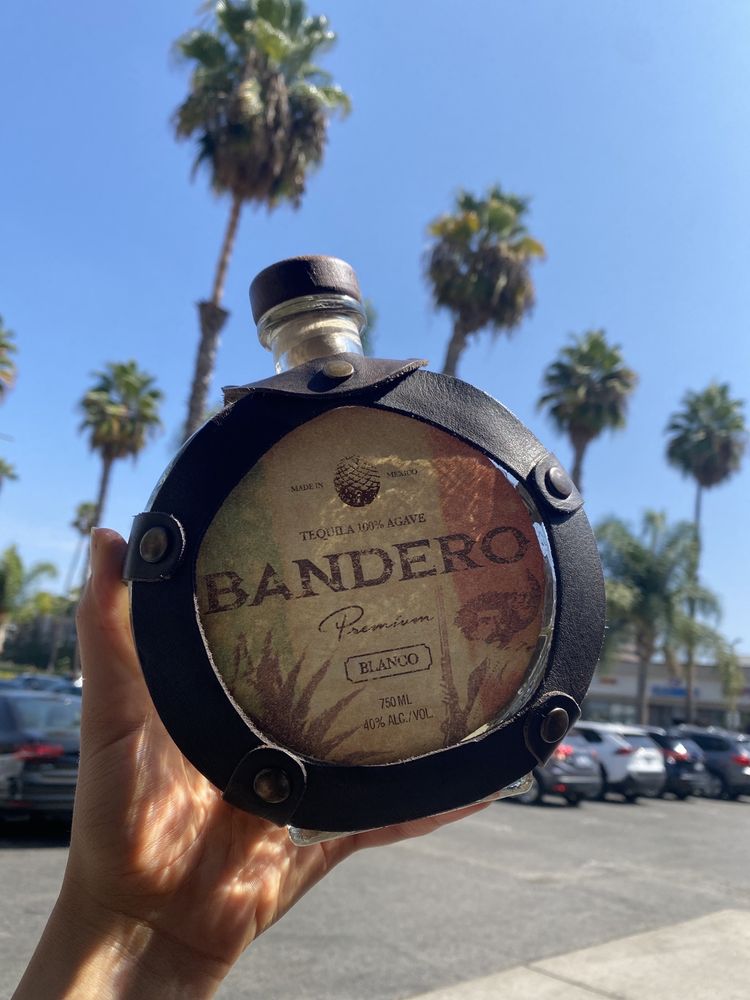 MADE IN MEXICO
TEQUILA 100% AGAVE
BANDERO
Premium
BLANCO
750 ML
40% ALC./VOL.